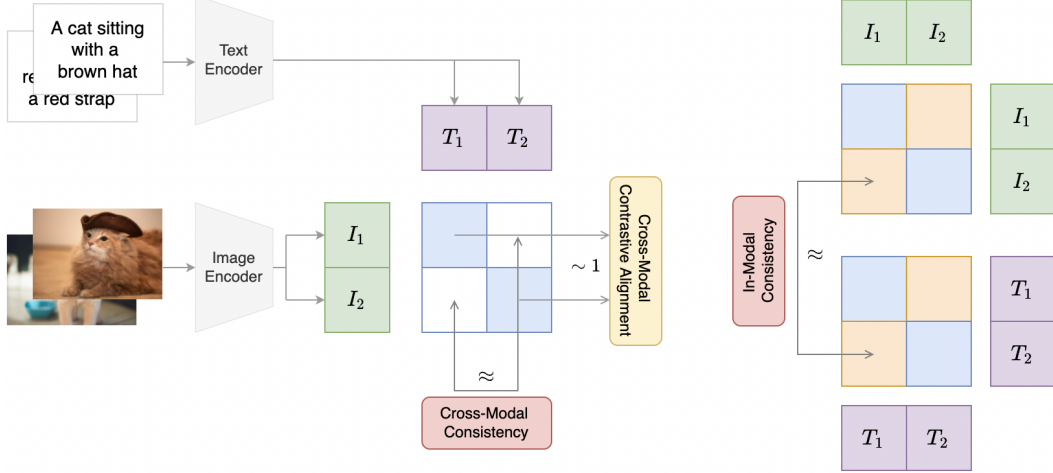 A cat sitting
with a
brown hat
re
a red strap
Text
Encoder
T₁ T₂
Image
Encoder
I₁
I₂
~ 1
Cross-Modal
Contrastive Alignment
≈
Cross-Modal
Consistency
I₁ I₂
I₁
I₂
In-Modal
Consistency
≈
T₁
T₂
T₁ T₂